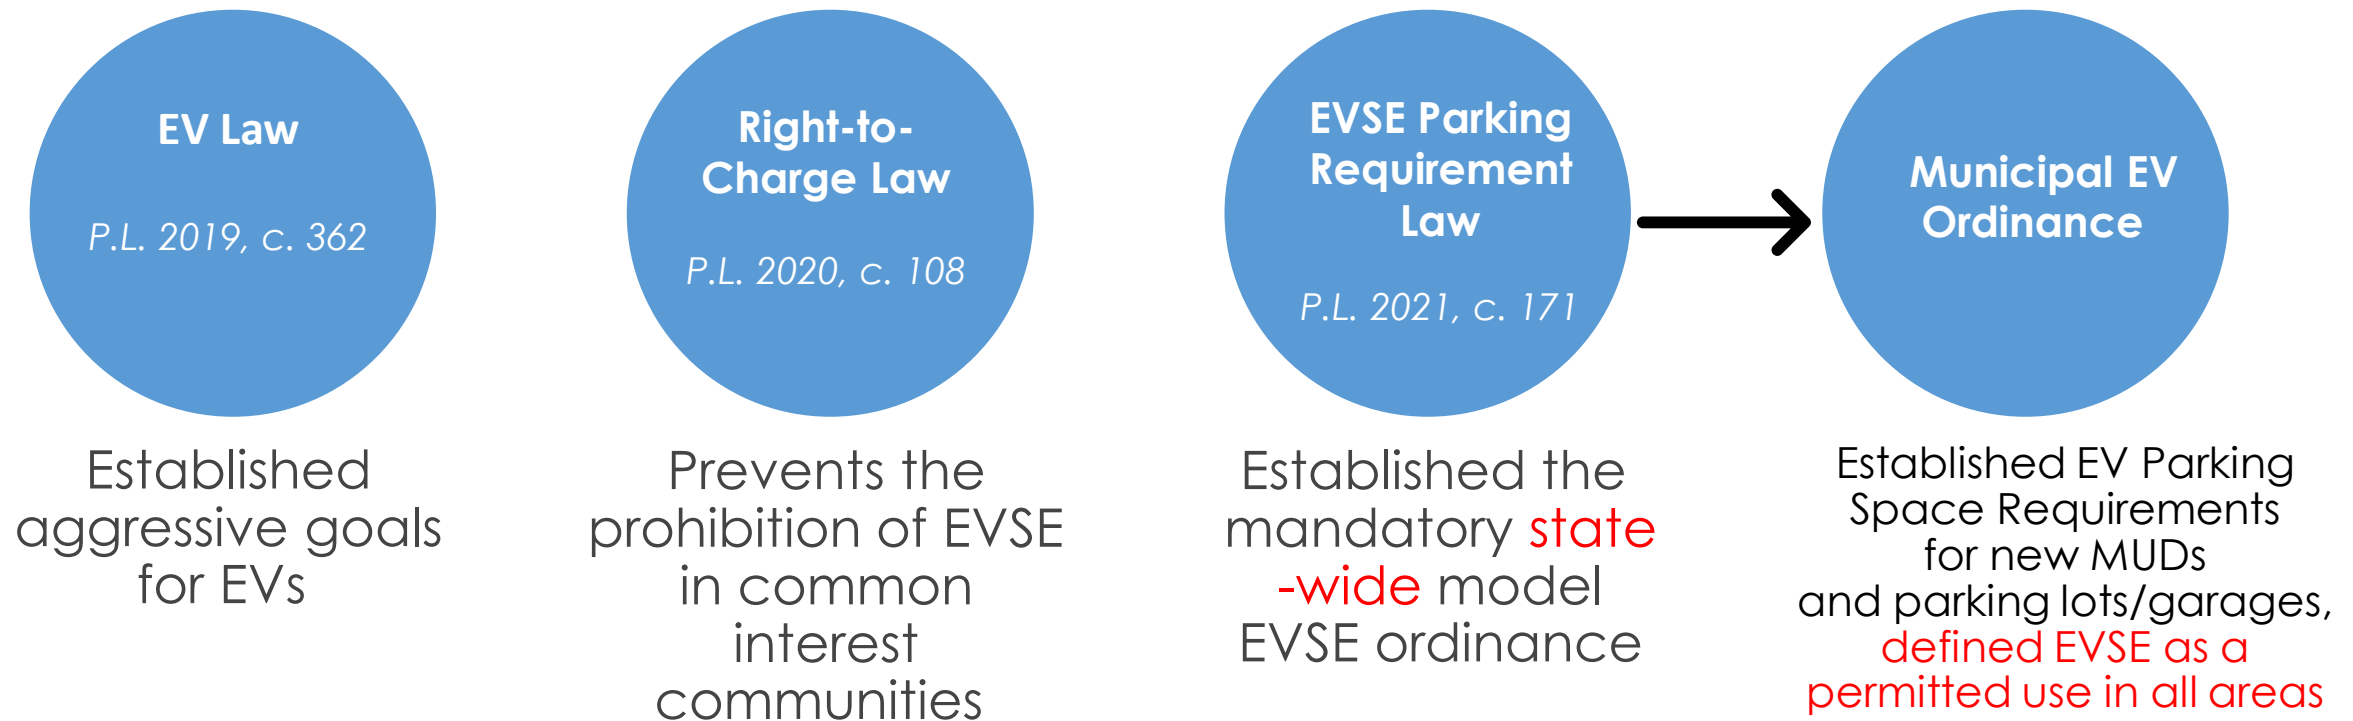 EV Law
P.L. 2019, c. 362
Established
aggressive goals
for EVs
Right-to-
Charge Law
P.L. 2020, c. 108
Prevents the
prohibition of EVSE
in common
interest
communities
EVSE Parking
Requirement
Law
P.L. 2021, c. 171
Established the
mandatory state
-wide model
EVSE ordinance
Municipal EV
Ordinance
Established EV Parking
Space Requirements
for new MUDs
and parking lots/garages,
defined EVSE as a
permitted use in all areas